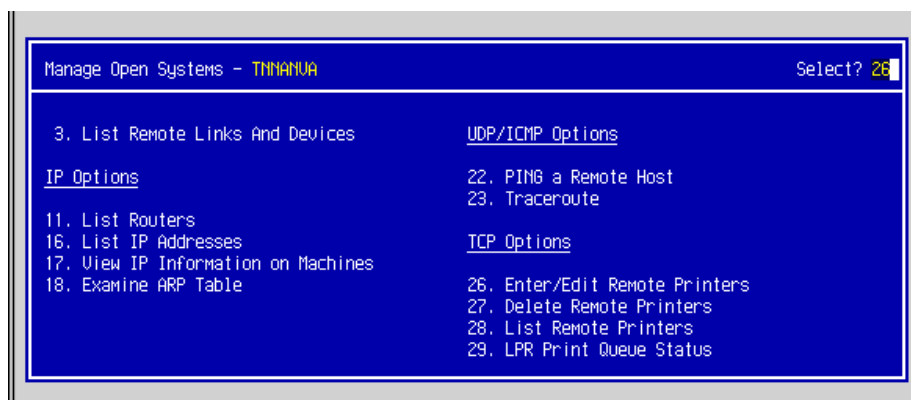 Manage Open Systems - TNNANVA Select? 26
3. List Remote Links And Devices
IP Options
11. List Routers
16. List IP Addresses
17. View IP Information on Machines
18. Examine ARP Table
UDP/ICMP Options
22. PING a Remote Host
23. Traceroute
TCP Options
26. Enter/Edit Remote Printers
27. Delete Remote Printers
28. List Remote Printers
29. LPR Print Queue Status